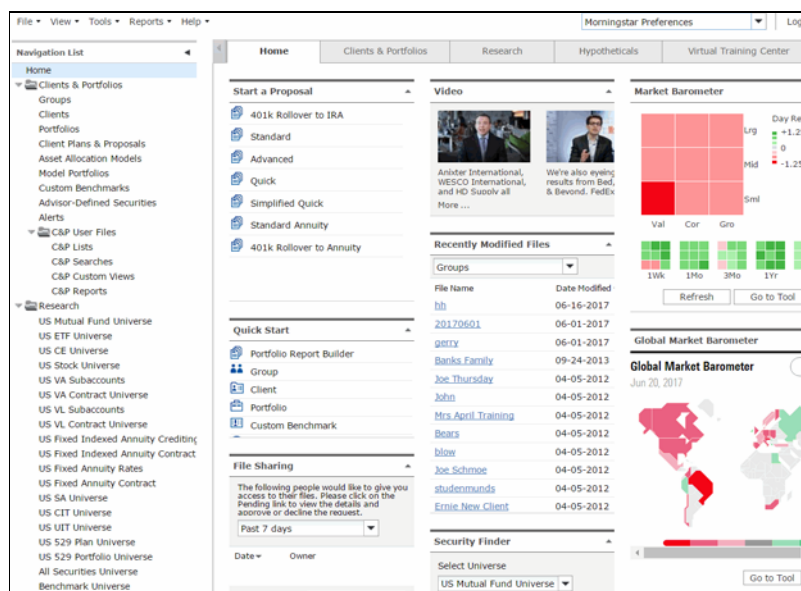 File View Tools Reports Help
Morningstar Preferences
Navigation List
Home
Clients & Portfolios
Groups
Clients
Portfolios
Client Plans & Proposals
Asset Allocation Models
Model Portfolios
Custom Benchmarks
Advisor-Defined Securities
Alerts
C&P User Files
C&P Lists
C&P Searches
C&P Custom Views
C&P Reports
Research
US Mutual Fund Universe
US ETF Universe
US CE Universe
US Stock Universe
US VA Subaccounts
US VA Contract Universe
US VL Subaccounts
US VL Contract Universe
US Fixed Indexed Annuity Crediting
US Fixed Indexed Annuity Contract
US Fixed Annuity Rates
US Fixed Annuity Contract
US SA Universe
US CIT Universe
US UIT Universe
US 529 Plan Universe
US 529 Portfolio Universe
All Securities Universe
Benchmark Universe
Home Clients & Portfolios Research Hypotheticals Virtual Training Center
Start a Proposal
401k Rollover to IRA
Standard
Advanced
Quick
Simplified Quick
Standard Annuity
401k Rollover to Annuity
Quick Start
Portfolio Report Builder
Group
Client
Portfolio
Custom Benchmark
File Sharing
The following people would like to give you
access to their files. Please click on the
Pending link to view the details and
approve or decline the request.
Past 7 days
Date Owner
Video
Anixter International,
WESCO International,
and HD Supply all
We're also eyeing
results from Bed,
& Beyond, FedEx
More ...
Recently Modified Files
Groups
File Name Date Modified
hh 06-16-2017
20170601 06-01-2017
gerry 06-01-2017
Banks Family 09-24-2013
Joe Thursday 04-05-2012
John 04-05-2012
Mrs April Training 04-05-2012
Bears 04-05-2012
blow 04-05-2012
Joe Schmoe 04-05-2012
studenmunds 04-05-2012
Ernie New Client 04-05-2012
Security Finder
Select Universe
US Mutual Fund Universe
Market Barometer
Day Re
+1.2
0
-1.25
Lrg
Mid
Sml
Val Cor Gro
1Wk 1Mo 3Mo 1Yr
Refresh Go to Tool
Global Market Barometer
Global Market Barometer
Jun 20, 2017
Go to Tool